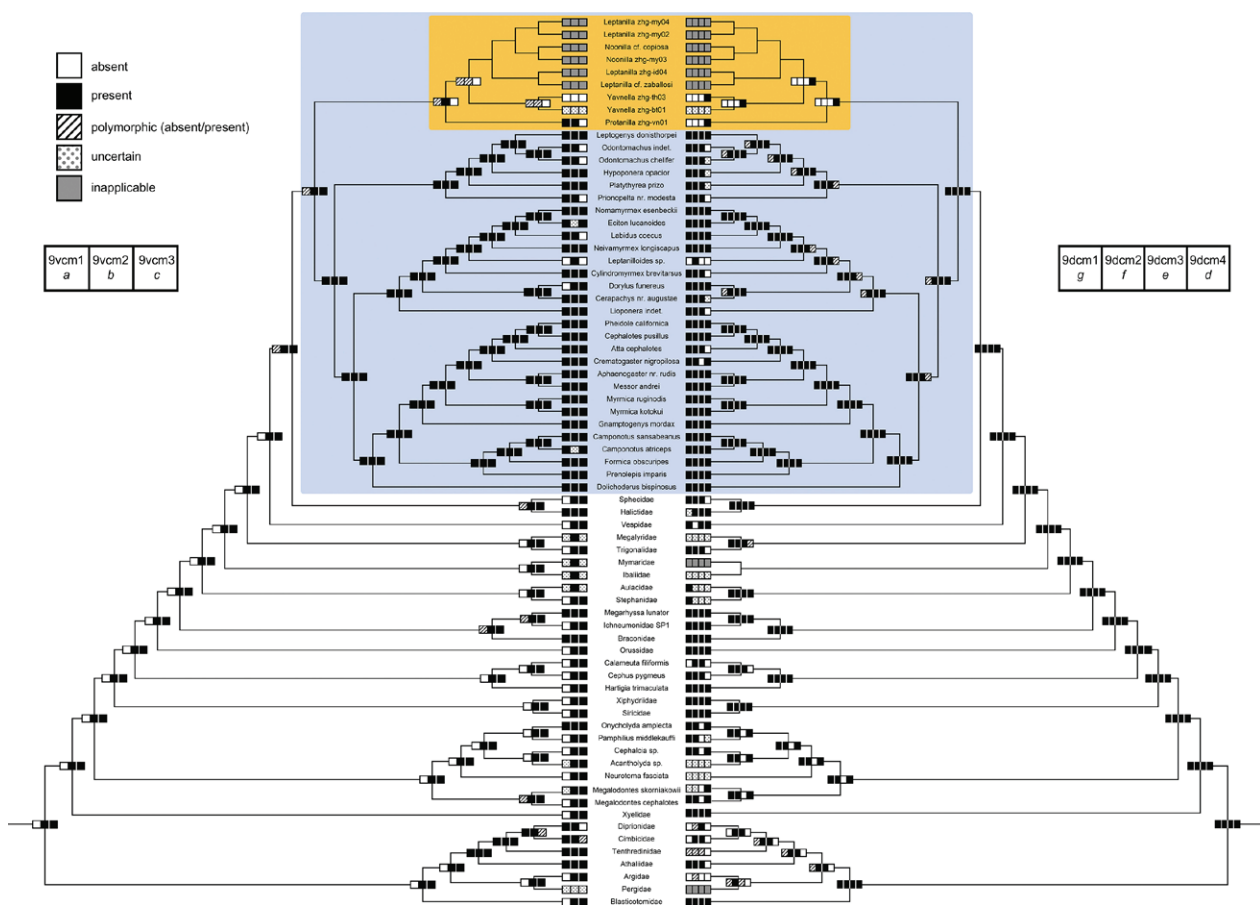 absent
present
polymorphic (absent/present)
uncertain
inapplicable
9vcm1 9vcm2 9vcm3
a b c
9dcm1 9dcm2 9dcm3 9dcm4
g f e d
Leptanilla zhg-my04
Leptanilla zhg-my02
Noonilla cf. copiosa
Noonilla zhg-my03
Leptanilla zhg-id04
Leptanilla cf. zaballosi
Yavnella zhg-th03
Yavnella zhg-bt01
Protanilla zhg-vn01
Leptogenys donisthorpei
Odontomachus indet.
Odontomachus chelifer
Hypoponera opacior
Platythyrea prizo
Prionopelta nr. modesta
Nomamyrmex esenbeckii
Eciton lucanoides
Labidus coecus
Neivamyrmex longiscapus
Leptanilloides sp.
Cylindromyrmex brevitarsus
Dorylus funereus
Cerapachys nr. augustae
Lioponera indet.
Pheidole californica
Cephalotes pusillus
Atta cephalotes
Crematogaster nigropilosa
Aphaenogaster nr. rudis
Messor andrei
Myrmica ruginodis
Myrmica kotokui
Gnamptogenys mordax
Camponotus sansabeanus
Camponotus atriceps
Formica obscuripes
Prenolepis imparis
Dolichoderus bispinosus
Sphecidae
Halictidae
Vespidae
Megalyridae
Trigonalidae
Mymaridae
Ibaliidae
Aulacidae
Stephanidae
Megarhyssa lunator
Ichneumonidae SP1
Braconidae
Orussidae
Calameuta filiformis
Cephus pygmeus
Hartigia trimaculata
Xiphydriidae
Siricidae
Onycholyda amplecta
Pamphilius middlekauffi
Cephalcia sp.
Acantholyda sp.
Neurotoma fasciata
Megalodontes skorniakowii
Megalodontes cephalotes
Xyelidae
Diprionidae
Cimbicidae
Tenthredinidae
Athaliidae
Argidae
Pergidae
Blasticotomidae